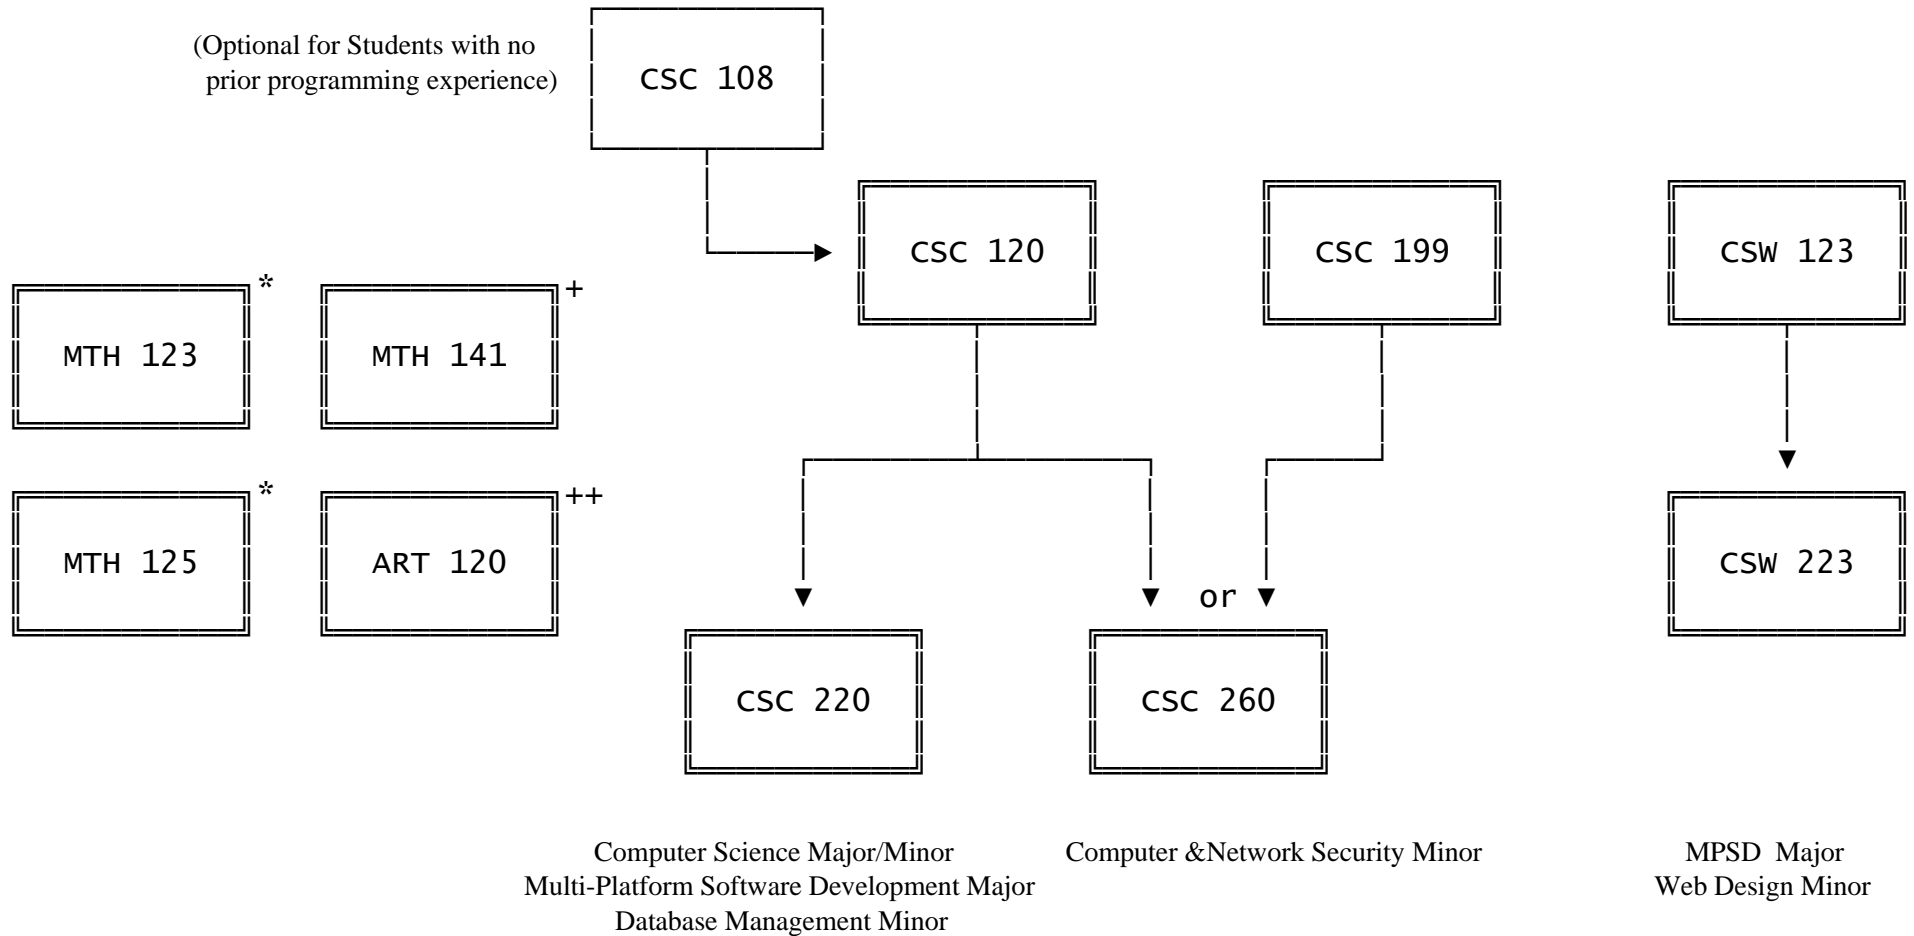 (Optional for Students with no
prior programming experience)
CSC 108
CSC 120
CSC 199
CSW 123
MTH 123 *
MTH 141 +
MTH 125 *
ART 120 ++
CSW 223
or
CSC 220
CSC 260
Computer Science Major/Minor
Multi-Platform Software Development Major
Database Management Minor
Computer &Network Security Minor
MPSD Major
Web Design Minor